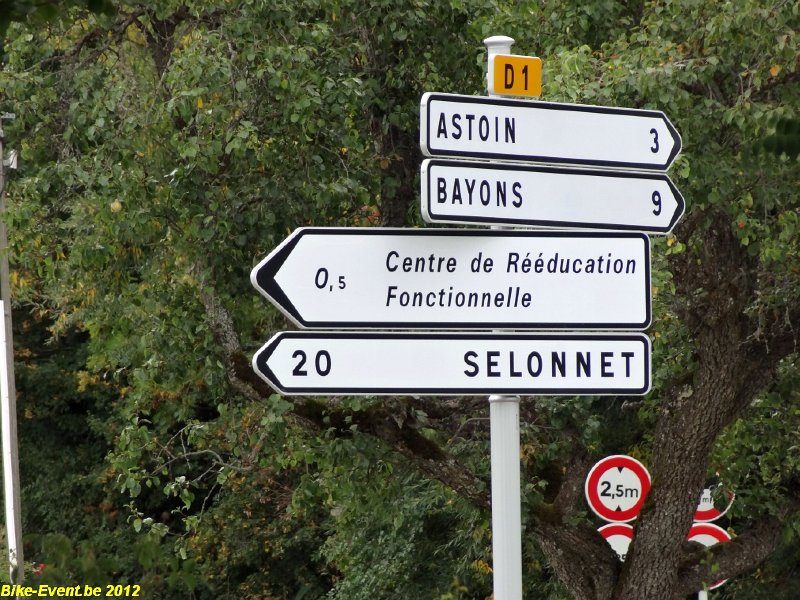 D1
ASTOIN 3
BAYONS 9
0,5 Centre de Rééducation
Fonctionnelle
20 SELONNET
2,5m
Bike-Event.be 2012